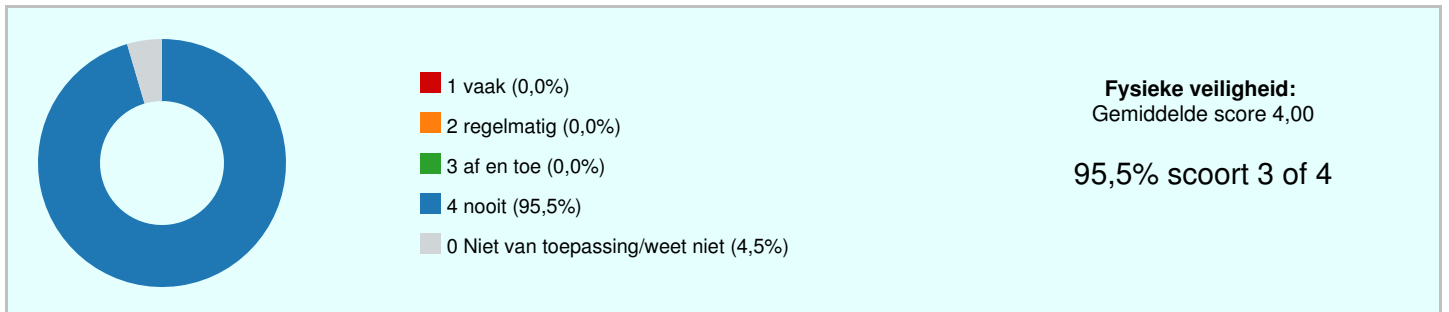 1 vaak (0,0%)
2 regelmatig (0,0%)
3 af en toe (0,0%)
4 nooit (95,5%)
0 Niet van toepassing/weet niet (4,5%)
Fysieke veiligheid:
Gemiddelde score 4,00
95,5% scoort 3 of 4